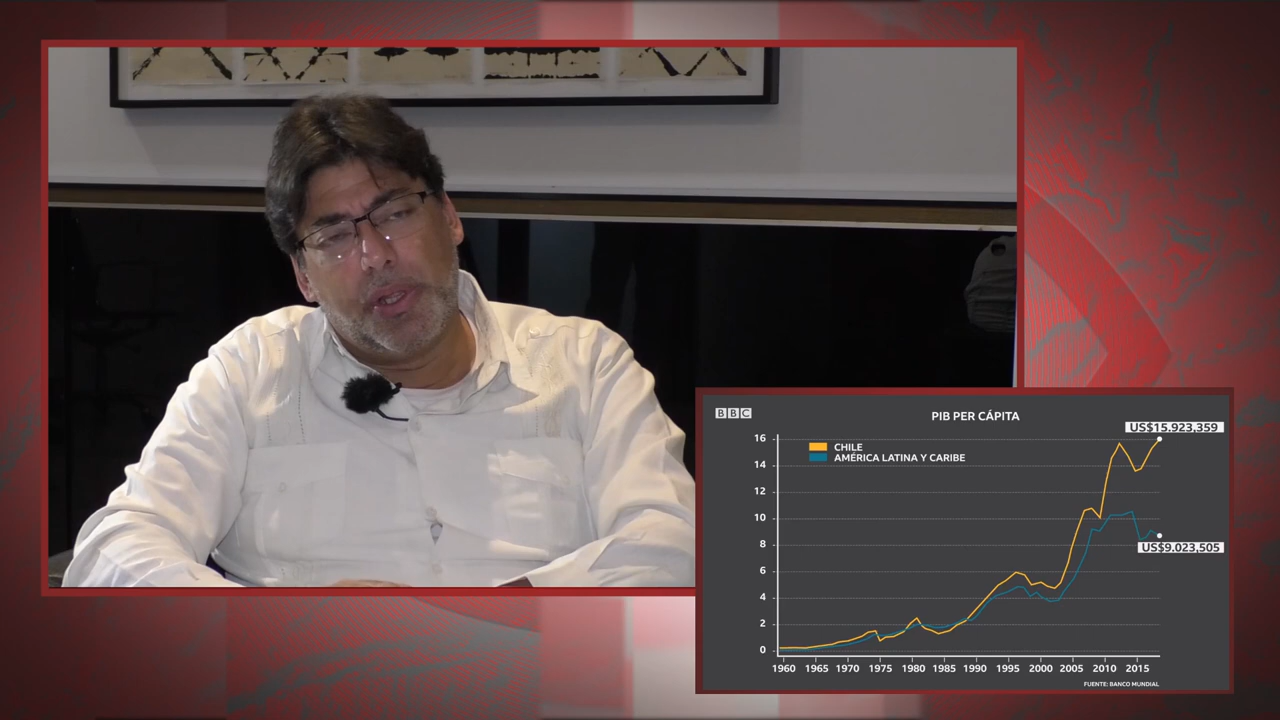 BBC
PIB PER CÁPITA
US$15.923,359
16
CHILE
AMÉRICA LATINA Y CARIBE
14
12
10
8
US$9.023,505
6
4
2
0
1960 1965 1970 1975 1980 1985 1990 1995 2000 2005 2010 2015
FUENTE: BANCO MUNDIAL